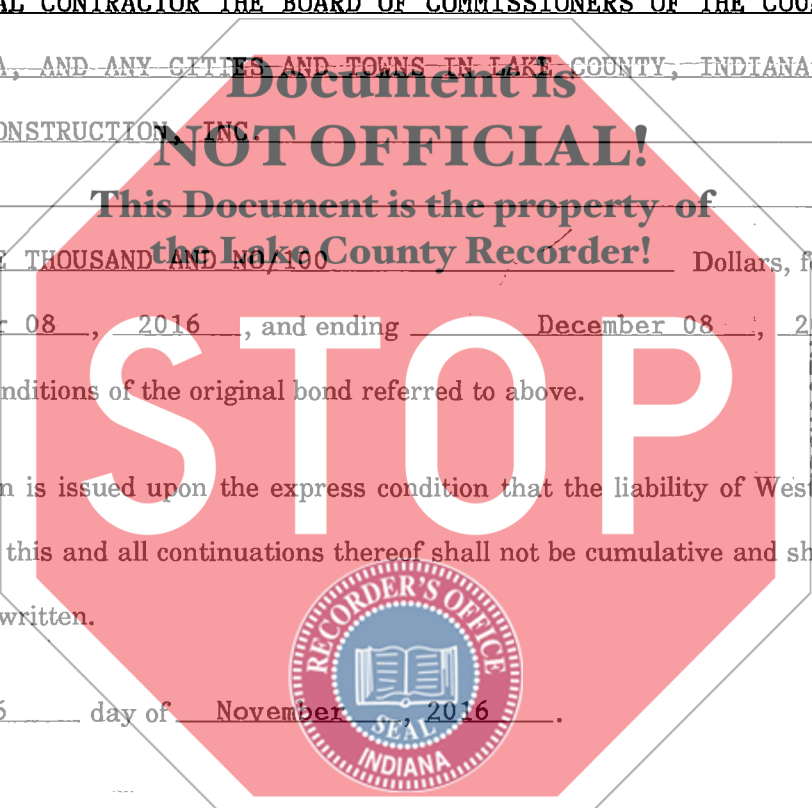 AL CONTRACTOR THE BOARD OF COMMISSIONERS OF THE COU
A, AND ANY CITIES AND TOWNS IN LAKE COUNTY, INDIANA
Document is
ONSTRUCTION, INC.
NOT OFFICIAL!
This Document is the property of
the Lake County Recorder!
E THOUSAND AND NO/100 Dollars, f
r 08 , 2016 , and ending December 08 , 2
STOP
nditions of the original bond referred to above.
n is issued upon the express condition that the liability of West
this and all continuations thereof shall not be cumulative and sh
written.
RECORDER'S OFFICE
6 day of November , 2016 .
SEAL
INDIANA